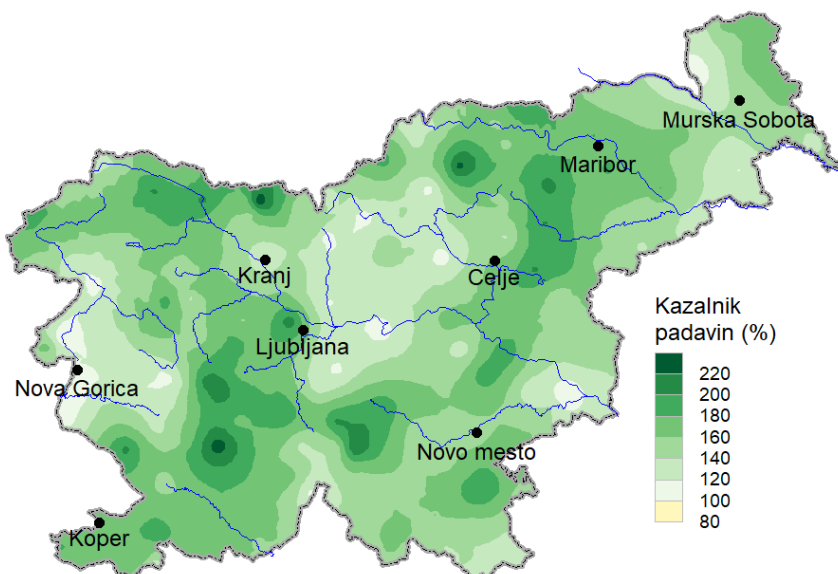 Murska Sobota
Maribor
Kranj
Celje
Ljubljana
Nova Gorica
Novo mesto
Koper
Kazalnik
padavin (%)
220
200
180
160
140
120
100
80